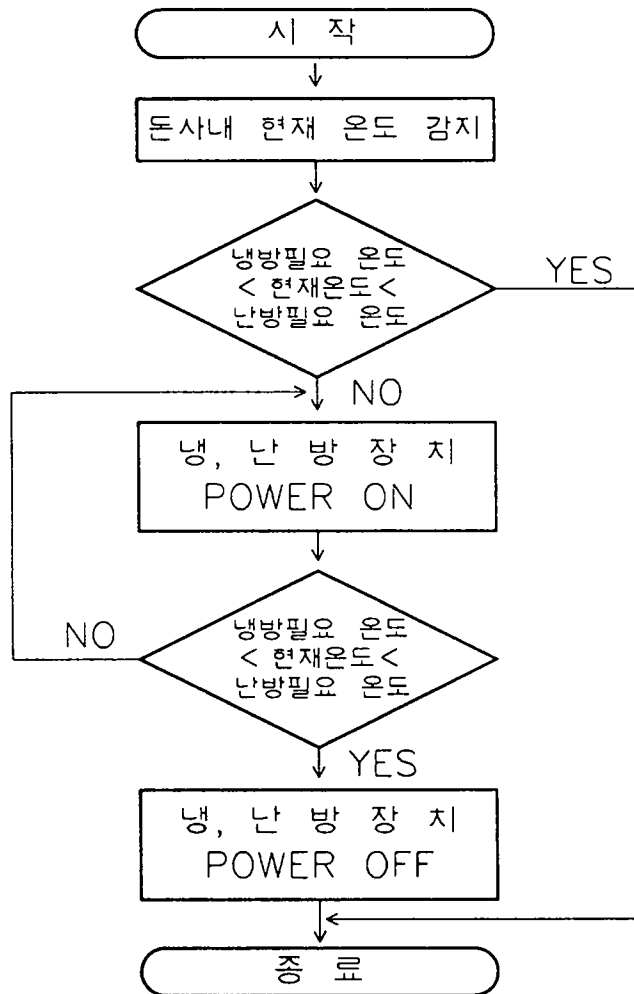 시 작
돈사내 현재 온도 감지
냉방필요 온도
< 현재온도 <
난방필요 온도
YES
NO
냉, 난 방 장 치
POWER ON
냉방필요 온도
< 현재온도 <
난방필요 온도
NO
YES
냉, 난 방 장 치
POWER OFF
종 료